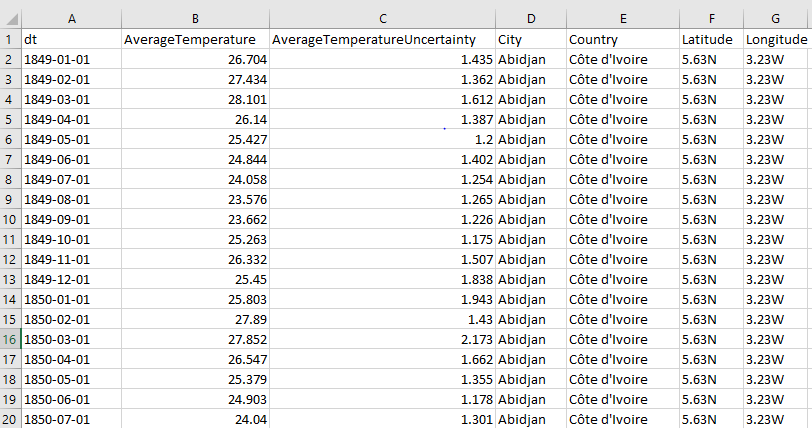 A B C D E F G
1 dt AverageTemperature AverageTemperatureUncertainty City Country Latitude Longitude
2 1849-01-01 26.704 1.435 Abidjan Côte d'Ivoire 5.63N 3.23W
3 1849-02-01 27.434 1.362 Abidjan Côte d'Ivoire 5.63N 3.23W
4 1849-03-01 28.101 1.612 Abidjan Côte d'Ivoire 5.63N 3.23W
5 1849-04-01 26.14 1.387 Abidjan Côte d'Ivoire 5.63N 3.23W
6 1849-05-01 25.427 1.2 Abidjan Côte d'Ivoire 5.63N 3.23W
7 1849-06-01 24.844 1.402 Abidjan Côte d'Ivoire 5.63N 3.23W
8 1849-07-01 24.058 1.254 Abidjan Côte d'Ivoire 5.63N 3.23W
9 1849-08-01 23.576 1.265 Abidjan Côte d'Ivoire 5.63N 3.23W
10 1849-09-01 23.662 1.226 Abidjan Côte d'Ivoire 5.63N 3.23W
11 1849-10-01 25.263 1.175 Abidjan Côte d'Ivoire 5.63N 3.23W
12 1849-11-01 26.332 1.507 Abidjan Côte d'Ivoire 5.63N 3.23W
13 1849-12-01 25.45 1.838 Abidjan Côte d'Ivoire 5.63N 3.23W
14 1850-01-01 25.803 1.943 Abidjan Côte d'Ivoire 5.63N 3.23W
15 1850-02-01 27.89 1.43 Abidjan Côte d'Ivoire 5.63N 3.23W
16 1850-03-01 27.852 2.173 Abidjan Côte d'Ivoire 5.63N 3.23W
17 1850-04-01 26.547 1.662 Abidjan Côte d'Ivoire 5.63N 3.23W
18 1850-05-01 25.379 1.355 Abidjan Côte d'Ivoire 5.63N 3.23W
19 1850-06-01 24.903 1.178 Abidjan Côte d'Ivoire 5.63N 3.23W
20 1850-07-01 24.04 1.301 Abidjan Côte d'Ivoire 5.63N 3.23W